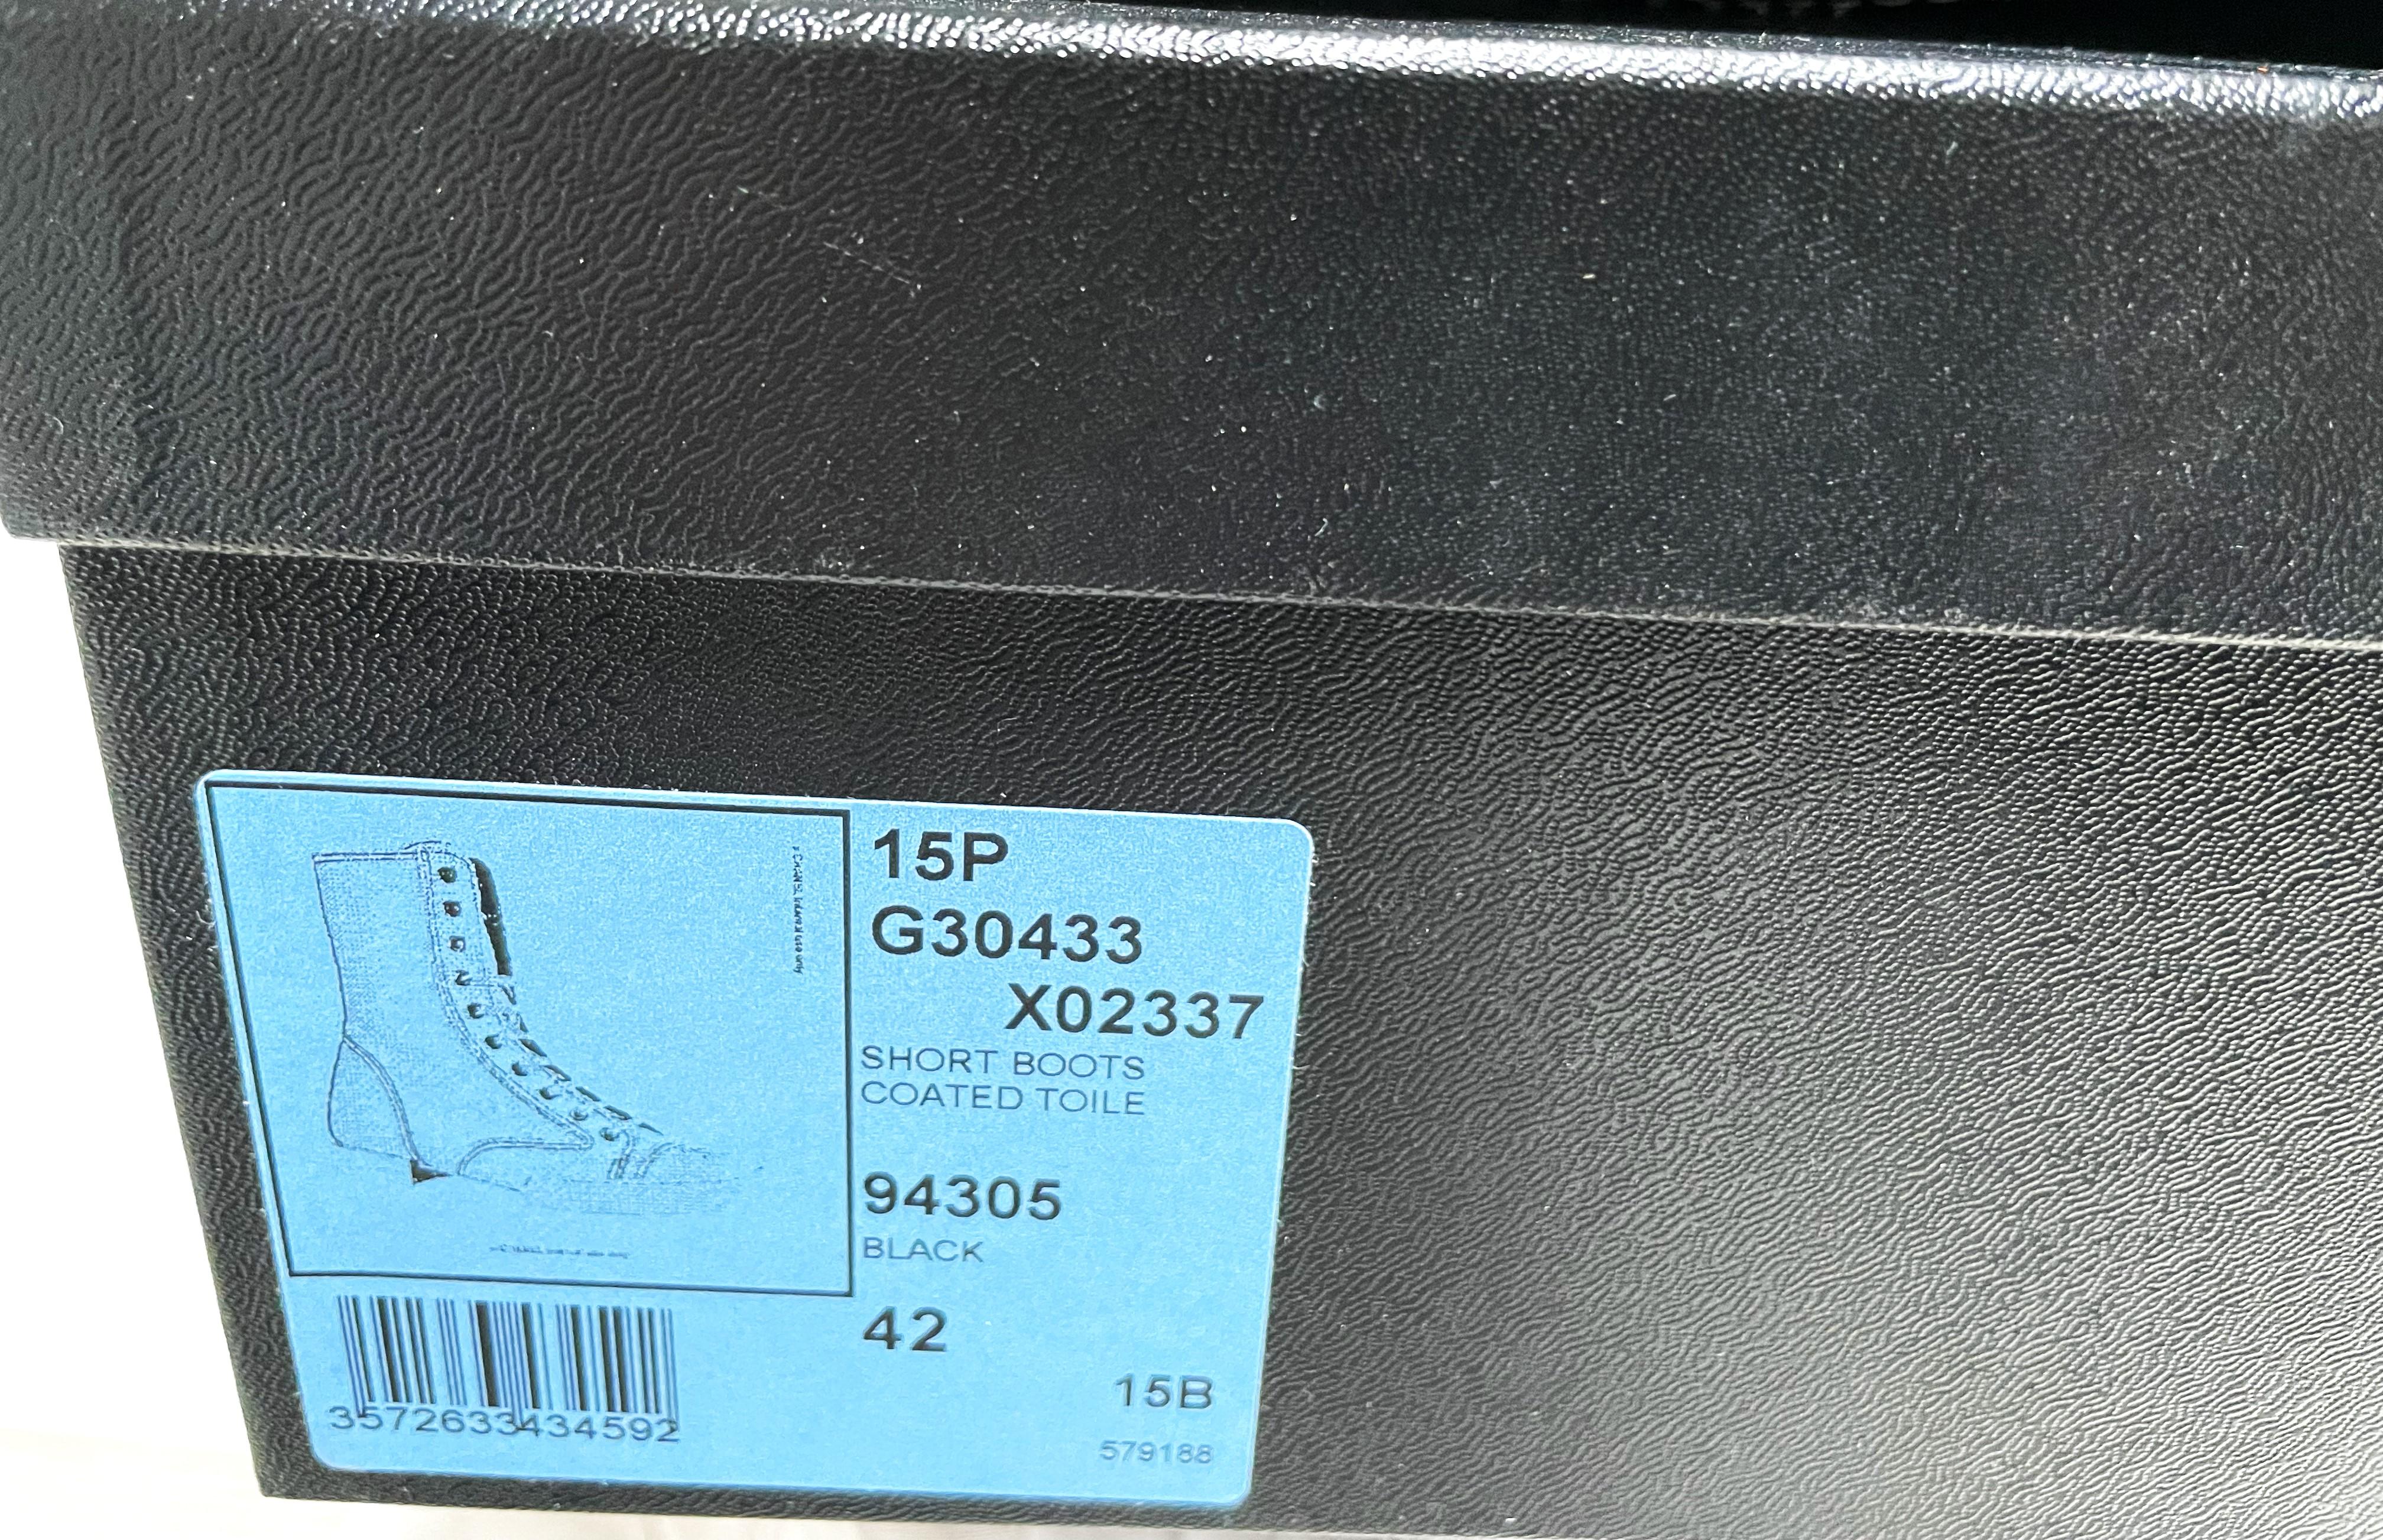 15P
G30433
X02337
SHORT BOOTS
COATED TOILE
94305
BLACK
42
15B
579188
3572633434592